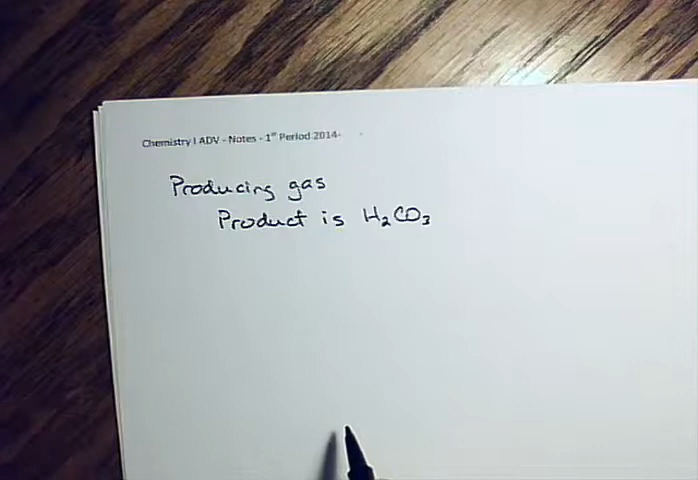 Chemistry I ADV - Notes - 1st Period 2014-
Producing gas
Product is H₂CO₃